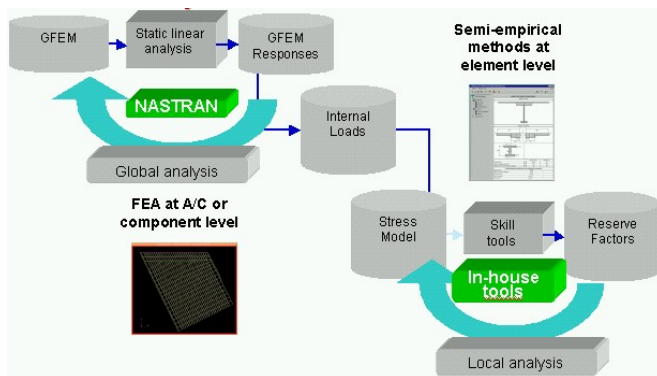 GFEM
Static linear
analysis
GFEM
Responses
NASTRAN
Global analysis
FEA at A/C or
component level
Internal
Loads
Semi-empirical
methods at
element level
Stress
Model
Skill
tools
Reserve
Factors
In-house
tools
Local analysis